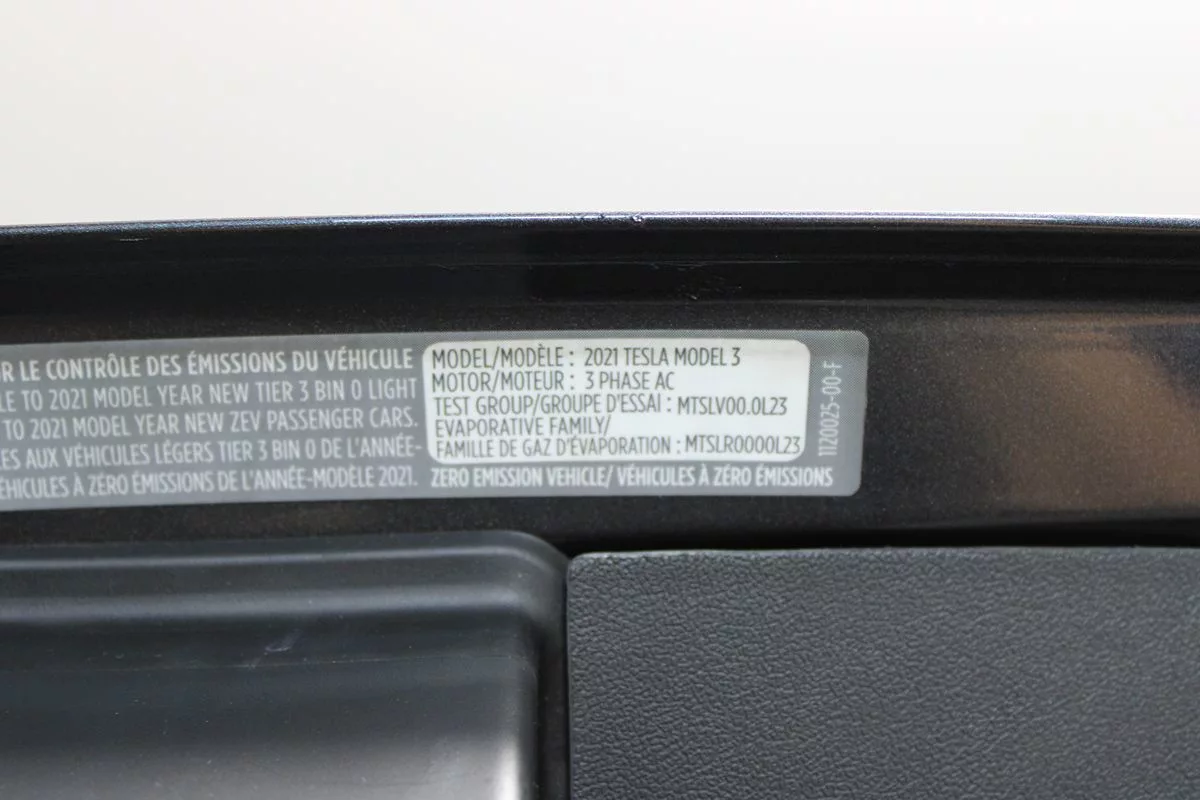 R LE CONTRÔLE DES ÉMISSIONS DU VÉHICULE
LE TO 2021 MODEL YEAR NEW TIER 3 BIN 0 LIGHT
TO 2021 MODEL YEAR NEW ZEV PASSENGER CARS.
LES AUX VÉHICULES LÉGERS TIER 3 BIN 0 DE L'ANNÉE-
ÉHICULES À ZÉRO ÉMISSIONS DE L'ANNÉE-MODÈLE 2021.
MODEL/MODÈLE : 2021 TESLA MODEL 3
MOTOR/MOTEUR : 3 PHASE AC
TEST GROUP/GROUPE D'ESSAI : MTSLV00.0L23
EVAPORATIVE FAMILY/
FAMILLE DE GAZ D'ÉVAPORATION : MTSLR0000L23
ZERO EMISSION VEHICLE/ VÉHICULES À ZÉRO ÉMISSIONS
1120025-00-F